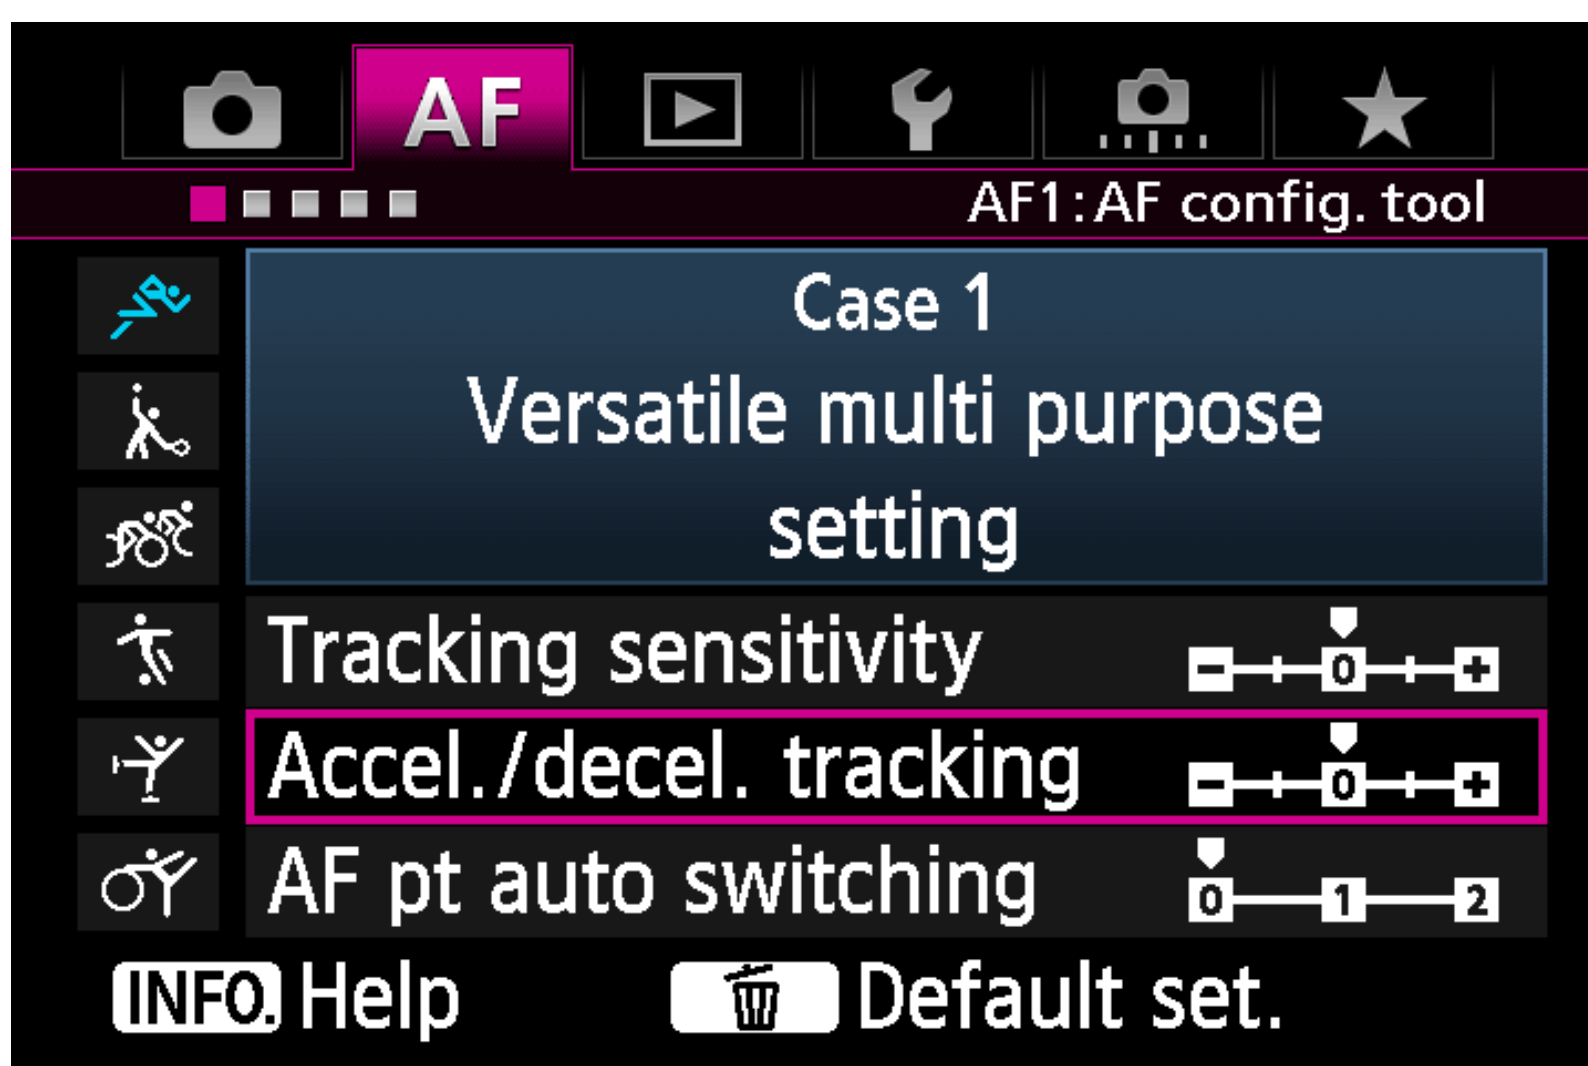 AF
AF1:AF config. tool
Case 1
Versatile multi purpose
setting
Tracking sensitivity - 0 +
Accel./decel. tracking - 0 +
AF pt auto switching 0 1 2
INFO. Help Default set.